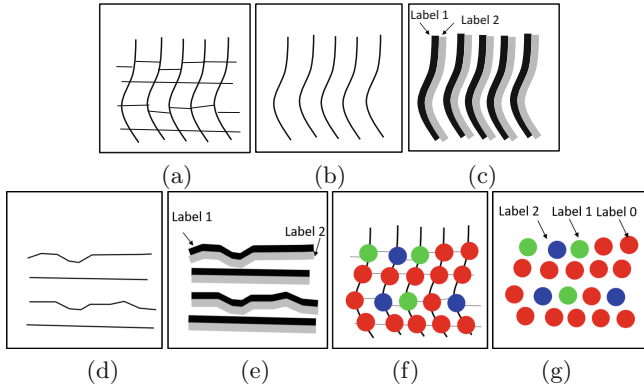 Label 1 Label 2
(a) (b) (c)
Label 1 Label 2
Label 2 Label 1 Label 0
(d) (e) (f) (g)